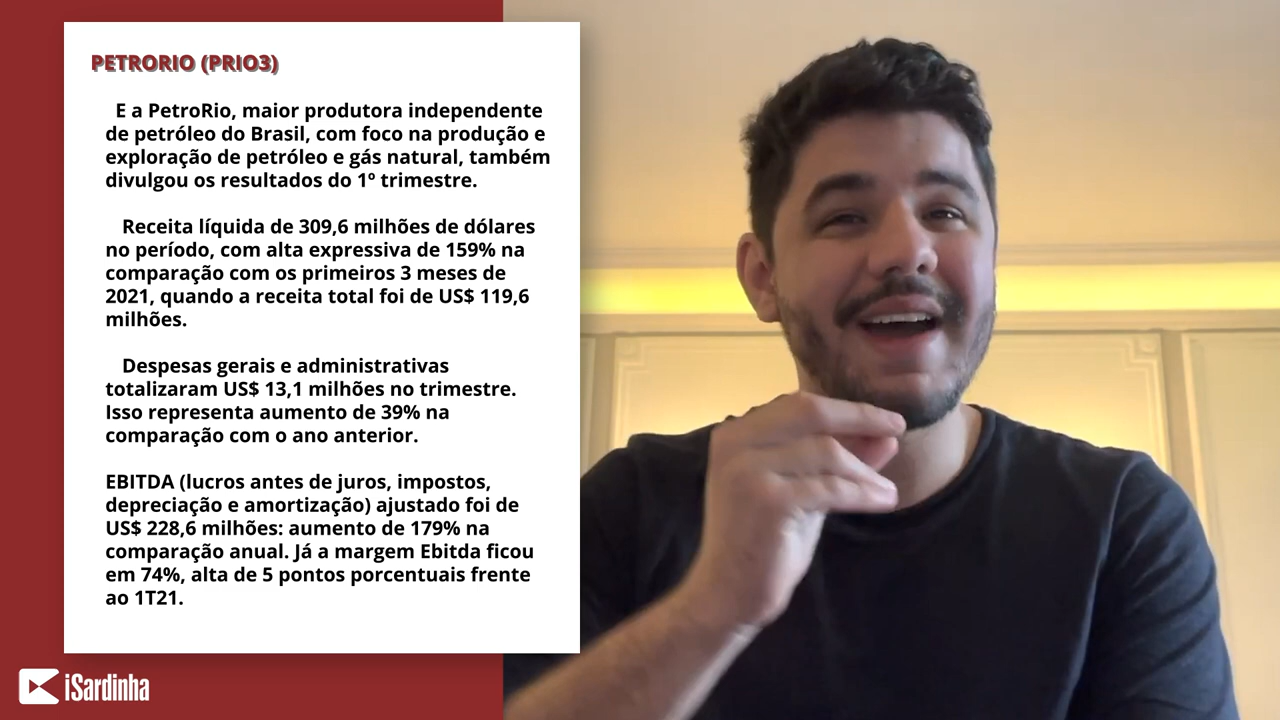 PETRORIO (PRIO3)
E a PetroRio, maior produtora independente
de petróleo do Brasil, com foco na produção e
exploração de petróleo e gás natural, também
divulgou os resultados do 1º trimestre.
Receita líquida de 309,6 milhões de dólares
no período, com alta expressiva de 159% na
comparação com os primeiros 3 meses de
2021, quando a receita total foi de US$ 119,6
milhões.
Despesas gerais e administrativas
totalizaram US$ 13,1 milhões no trimestre.
Isso representa aumento de 39% na
comparação com o ano anterior.
EBITDA (lucros antes de juros, impostos,
depreciação e amortização) ajustado foi de
US$ 228,6 milhões: aumento de 179% na
comparação anual. Já a margem Ebitda ficou
em 74%, alta de 5 pontos porcentuais frente
ao 1T21.
iSardinha